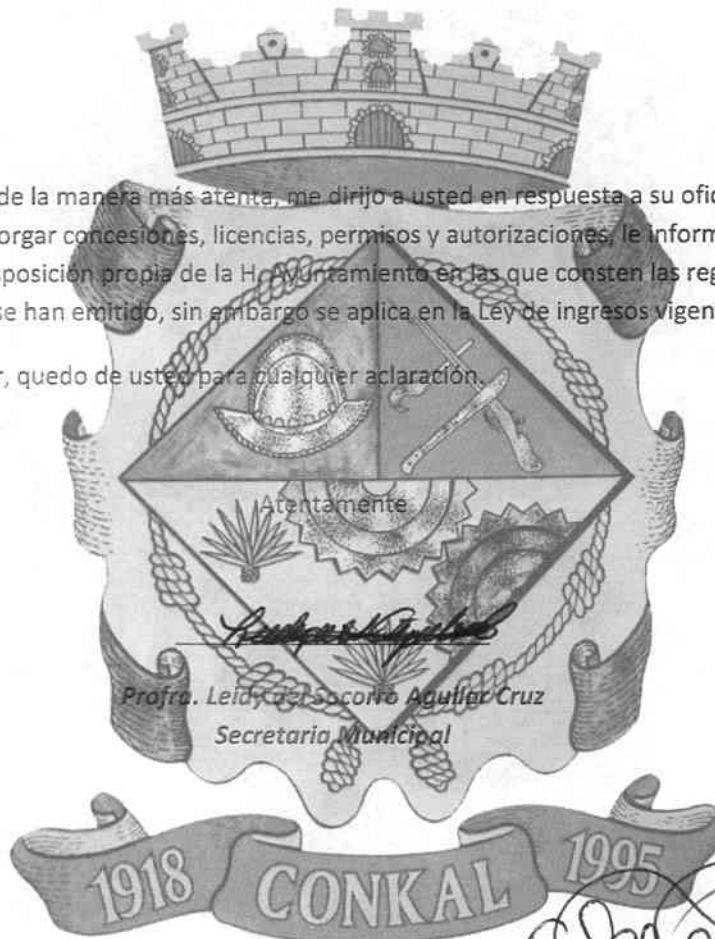 de la manera más atenta, me dirijo a usted en respuesta a su ofic
orgar concesiones, licencias, permisos y autorizaciones, le inform
sposición propia de la H. Ayuntamiento en las que consten las reg
se han emitido, sin embargo se aplica en la Ley de ingresos vigen
r, quedo de usted para cualquier aclaración.
Atentamente
Profra. Leidy del Socorro Aguilar Cruz
Secretaria Municipal
1918 CONKAL 1995